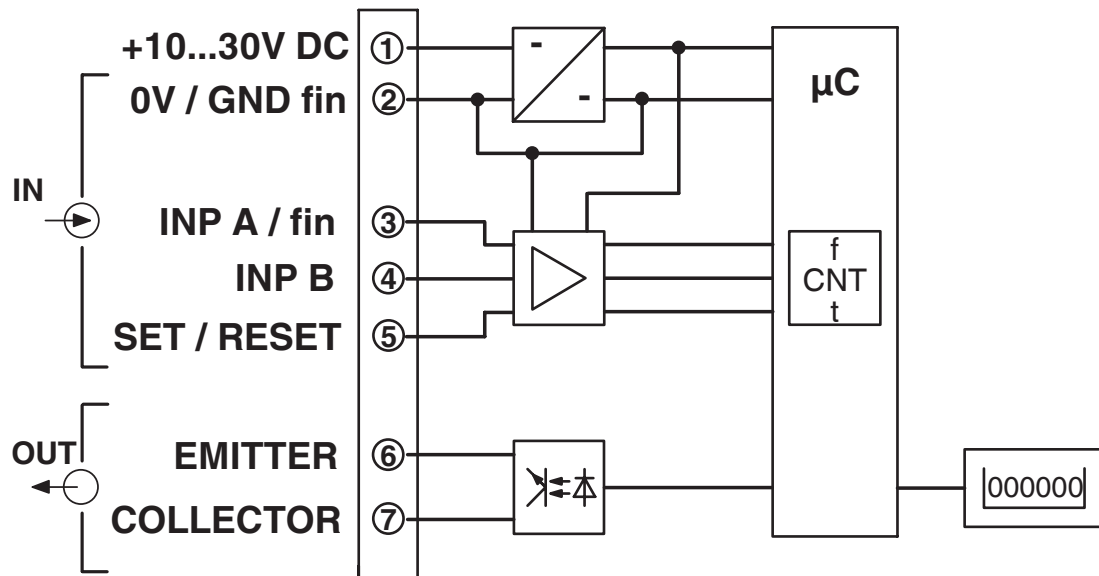 +10...30V DC 1
0V / GND fin 2
µC
IN
INP A / fin 3
INP B 4
SET / RESET 5
f
CNT
t
OUT
EMITTER 6
COLLECTOR 7
000000